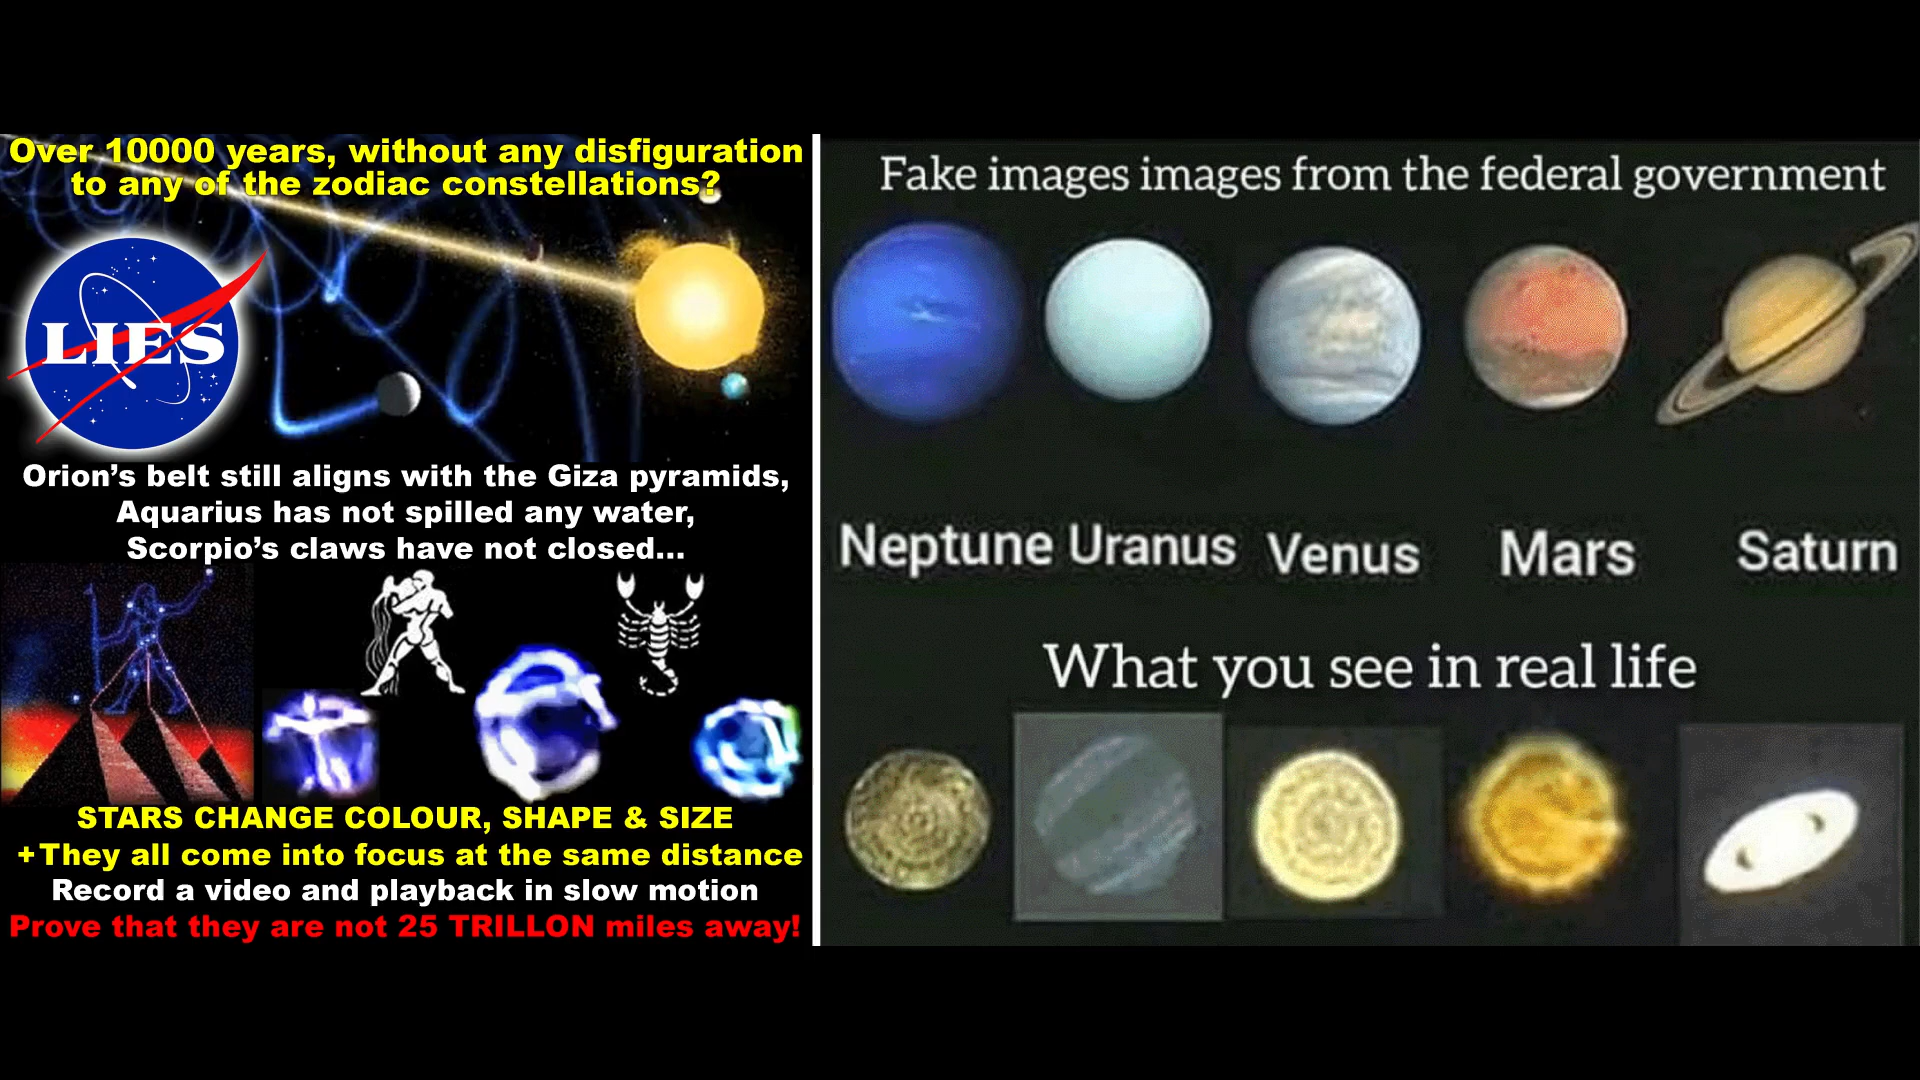 Over 10000 years, without any disfiguration
to any of the zodiac constellations?
LIES
Orion's belt still aligns with the Giza pyramids,
Aquarius has not spilled any water,
Scorpio's claws have not closed...
STARS CHANGE COLOUR, SHAPE & SIZE
+They all come into focus at the same distance
Record a video and playback in slow motion
Prove that they are not 25 TRILLON miles away!
Fake images images from the federal government
Neptune Uranus Venus Mars Saturn
What you see in real life